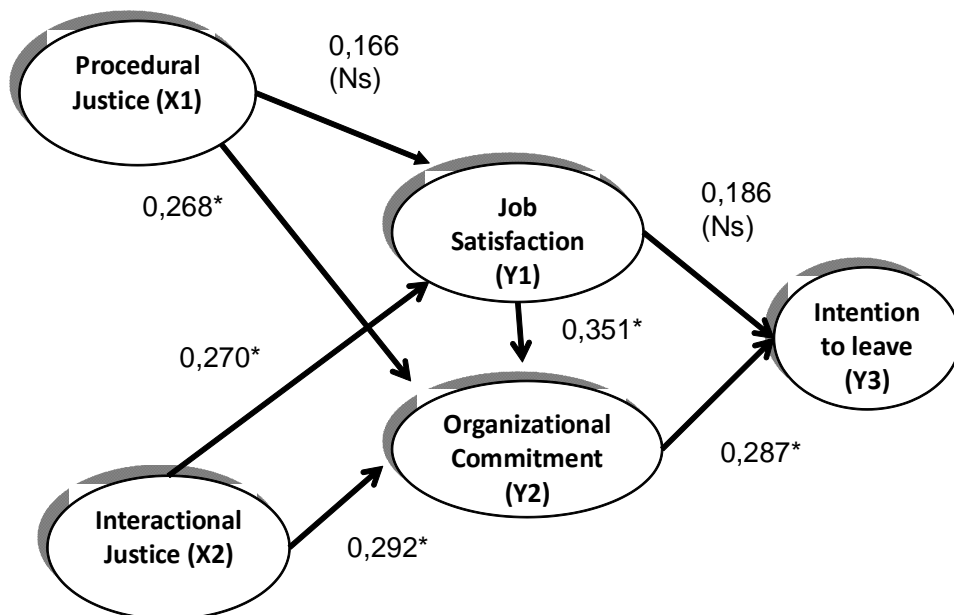 Procedural
Justice (X1)
0,166
(Ns)
0,268*
Job
Satisfaction
(Y1)
0,186
(Ns)
0,270*
0,351*
Intention
to leave
(Y3)
Organizational
Commitment
(Y2)
0,287*
Interactional
Justice (X2)
0,292*